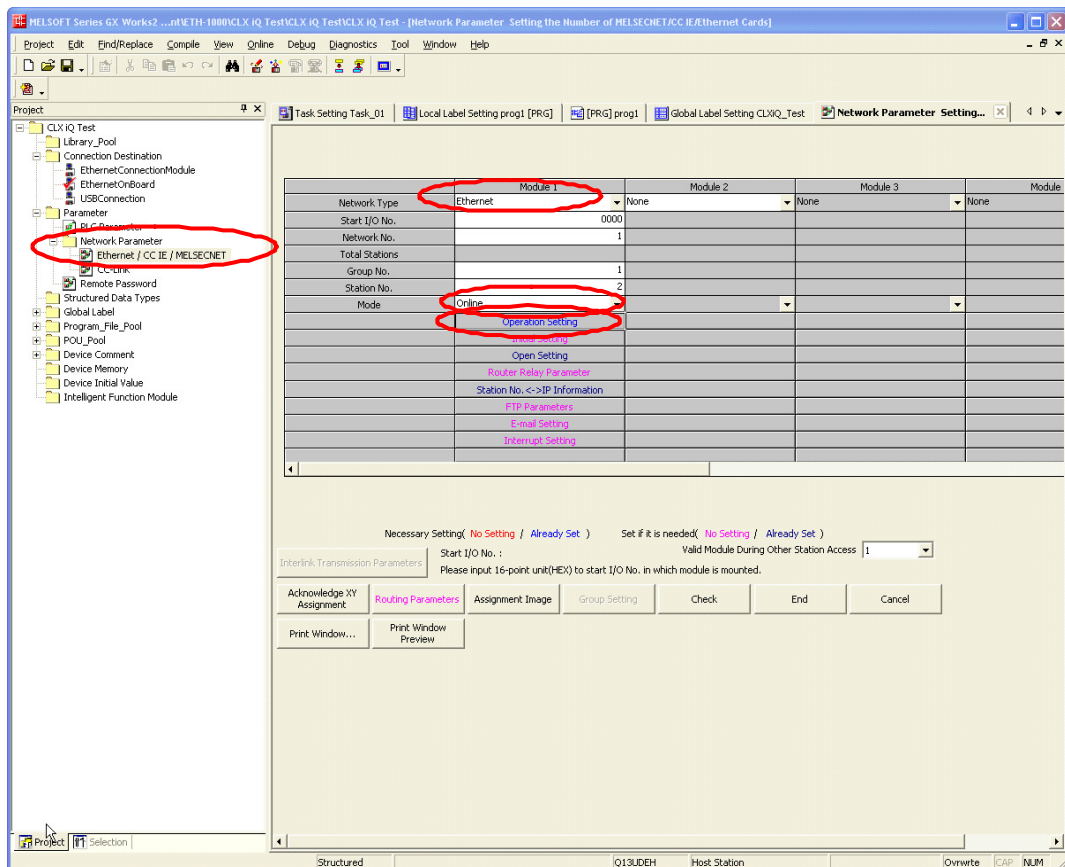 MELSOFT Series GX Works2 ...nt\ETH-1000\CLX iQ Test\CLX iQ Test\CLX iQ Test - [Network Parameter Setting the Number of MELSECNET/CC IE/Ethernet Cards]
Project Edit Find/Replace Compile View Online Debug Diagnostics Tool Window Help
Project
Task Setting Task_01 Local Label Setting prog1 [PRG] [PRG] prog1 Global Label Setting CLXiQ_Test Network Parameter Setting...
CLX iQ Test
Library_Pool
Connection Destination
EthernetConnectionModule
EthernetOnBoard
USBConnection
Parameter
PLC Parameter
Network Parameter
Ethernet / CC IE / MELSECNET
CC-Link
Remote Password
Structured Data Types
Global Label
Program_File_Pool
POU_Pool
Device Comment
Device Memory
Device Initial Value
Intelligent Function Module
Module 1 Module 2 Module 3 Module
Network Type Ethernet None None None
Start I/O No. 0000
Network No. 1
Total Stations
Group No. 1
Station No. 2
Mode Online
Operation Setting
Initial Setting
Open Setting
Router Relay Parameter
Station No.<->IP Information
FTP Parameters
E-mail Setting
Interrupt Setting
Necessary Setting( No Setting / Already Set ) Set if it is needed( No Setting / Already Set )
Interlink Transmission Parameters Start I/O No. : Valid Module During Other Station Access 1
Please input 16-point unit(HEX) to start I/O No. in which module is mounted.
Acknowledge XY Assignment Routing Parameters Assignment Image Group Setting Check End Cancel
Print Window... Print Window Preview
Project Selection
Structured Q13UDEH Host Station Ovrwrte CAP NUM